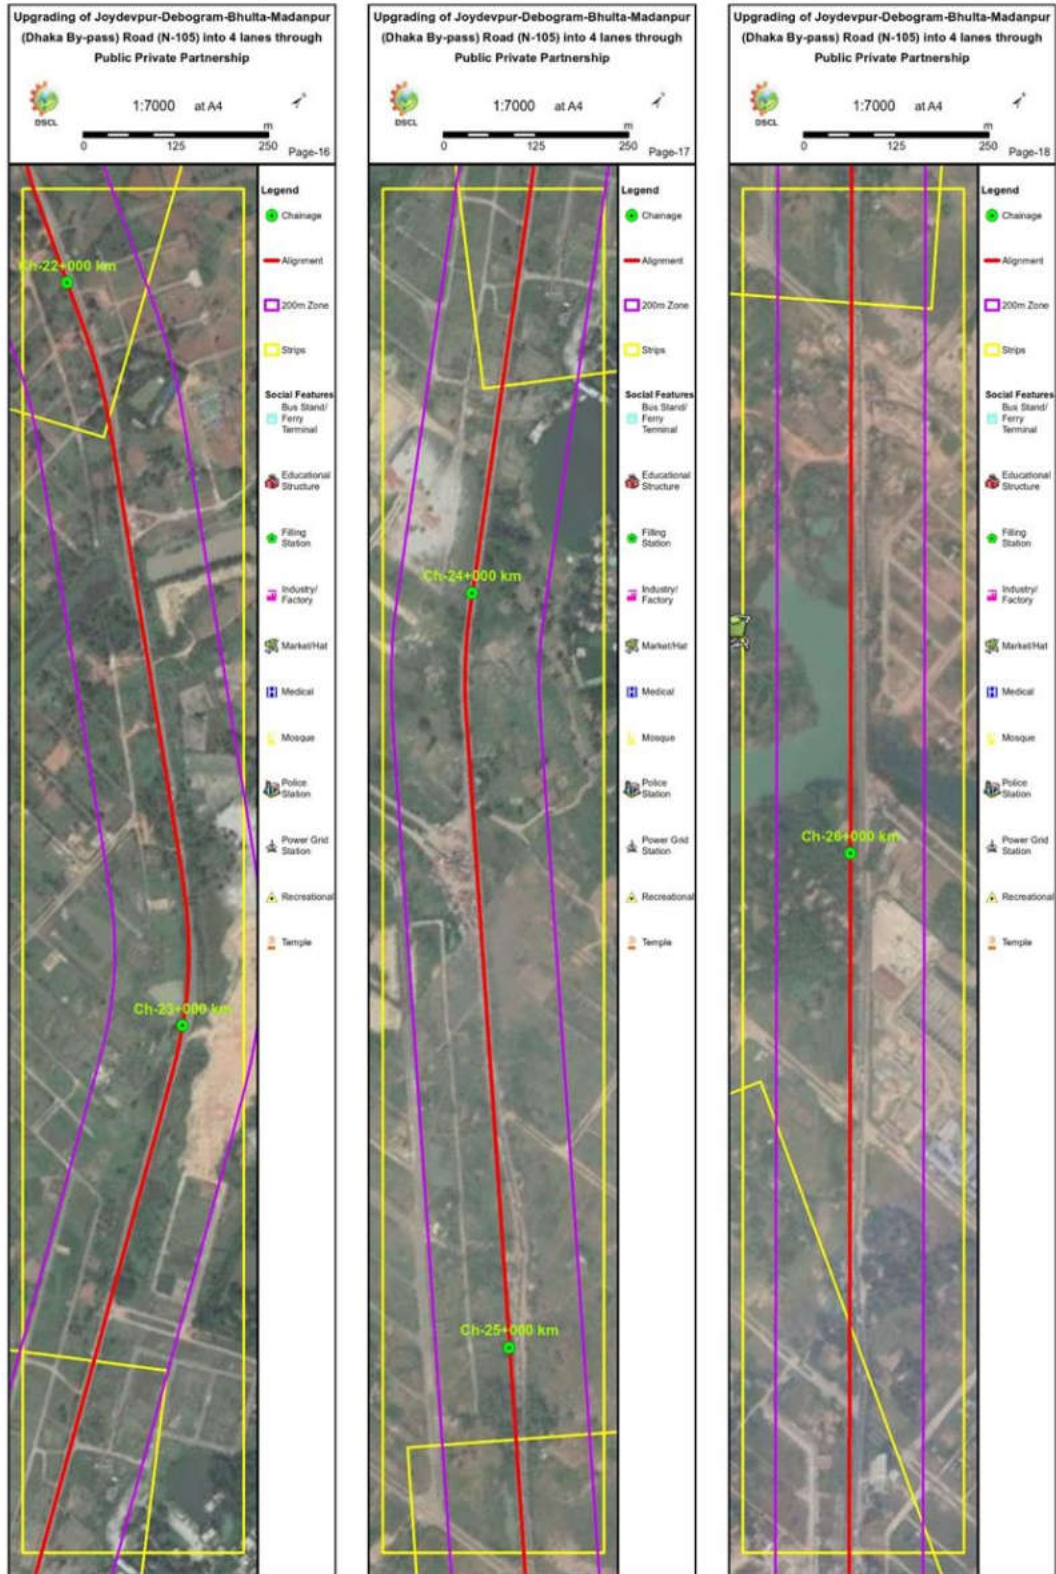 Upgrading of Joydevpur-Debogram-Bhulta-Madanpur
(Dhaka By-pass) Road (N-105) into 4 lanes through
Public Private Partnership
DSCL
1:7000 at A4
m
0 125 250
Page-16
Legend
Chainage
Alignment
200m Zone
Strips
Social Features
Bus Stand/
Ferry
Terminal
Educational
Structure
Filling
Station
Industry/
Factory
Market/Hat
Medical
Mosque
Police
Station
Power Grid
Station
Recreational
Temple
Ch-22+000 km
Ch-23+000 km
Upgrading of Joydevpur-Debogram-Bhulta-Madanpur
(Dhaka By-pass) Road (N-105) into 4 lanes through
Public Private Partnership
DSCL
1:7000 at A4
m
0 125 250
Page-17
Legend
Chainage
Alignment
200m Zone
Strips
Social Features
Bus Stand/
Ferry
Terminal
Educational
Structure
Filling
Station
Industry/
Factory
Market/Hat
Medical
Mosque
Police
Station
Power Grid
Station
Recreational
Temple
Ch-24+000 km
Ch-25+000 km
Upgrading of Joydevpur-Debogram-Bhulta-Madanpur
(Dhaka By-pass) Road (N-105) into 4 lanes through
Public Private Partnership
DSCL
1:7000 at A4
m
0 125 250
Page-18
Legend
Chainage
Alignment
200m Zone
Strips
Social Features
Bus Stand/
Ferry
Terminal
Educational
Structure
Filling
Station
Industry/
Factory
Market/Hat
Medical
Mosque
Police
Station
Power Grid
Station
Recreational
Temple
Ch-26+000 km